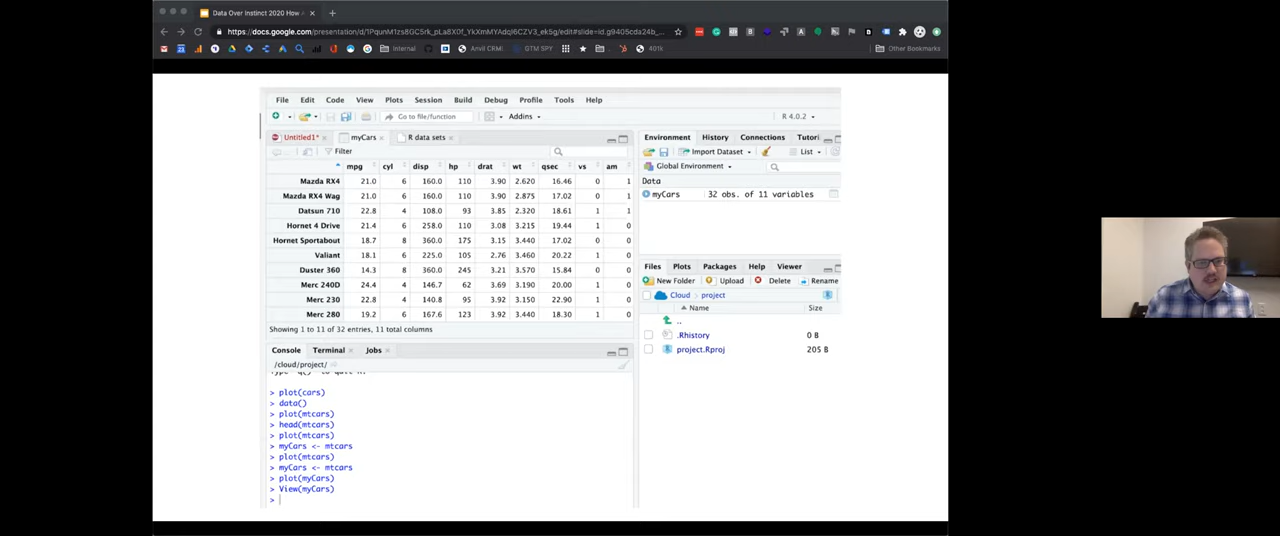 Data Over Instinct 2020 How A
https://docs.google.com/presentation/d/1PqunM1zs8GC5rk_pLa8X0f_YkXmMYAdqI6CZV3_ek5g/edit#slide=id.g9405cda24b_
Internal
Anvil CRM
GTM SPY
401k
Other Bookmarks
File Edit Code View Plots Session Build Debug Profile Tools Help
Go to file/function Addins R 4.0.2
Untitled1* myCars R data sets
Filter
mpg cyl disp hp drat wt qsec vs am
Mazda RX4 21.0 6 160.0 110 3.90 2.620 16.46 0 1
Mazda RX4 Wag 21.0 6 160.0 110 3.90 2.875 17.02 0 1
Datsun 710 22.8 4 108.0 93 3.85 2.320 18.61 1 1
Hornet 4 Drive 21.4 6 258.0 110 3.08 3.215 19.44 1 0
Hornet Sportabout 18.7 8 360.0 175 3.15 3.440 17.02 0 0
Valiant 18.1 6 225.0 105 2.76 3.460 20.22 1 0
Duster 360 14.3 8 360.0 245 3.21 3.570 15.84 0 0
Merc 240D 24.4 4 146.7 62 3.69 3.190 20.00 1 0
Merc 230 22.8 4 140.8 95 3.92 3.150 22.90 1 0
Merc 280 19.2 6 167.6 123 3.92 3.440 18.30 1 0
Showing 1 to 11 of 32 entries, 11 total columns
Console Terminal Jobs
/cloud/project/
> plot(cars)
> data()
> plot(mtcars)
> head(mtcars)
> plot(mtcars)
> myCars <- mtcars
> plot(mtcars)
> myCars <- mtcars
> plot(myCars)
> View(myCars)
>
Environment History Connections Tutori
Import Dataset List
Global Environment
Data
myCars 32 obs. of 11 variables
Files Plots Packages Help Viewer
New Folder Upload Delete Rename
Cloud project
Name Size
..
.Rhistory 0 B
project.Rproj 205 B